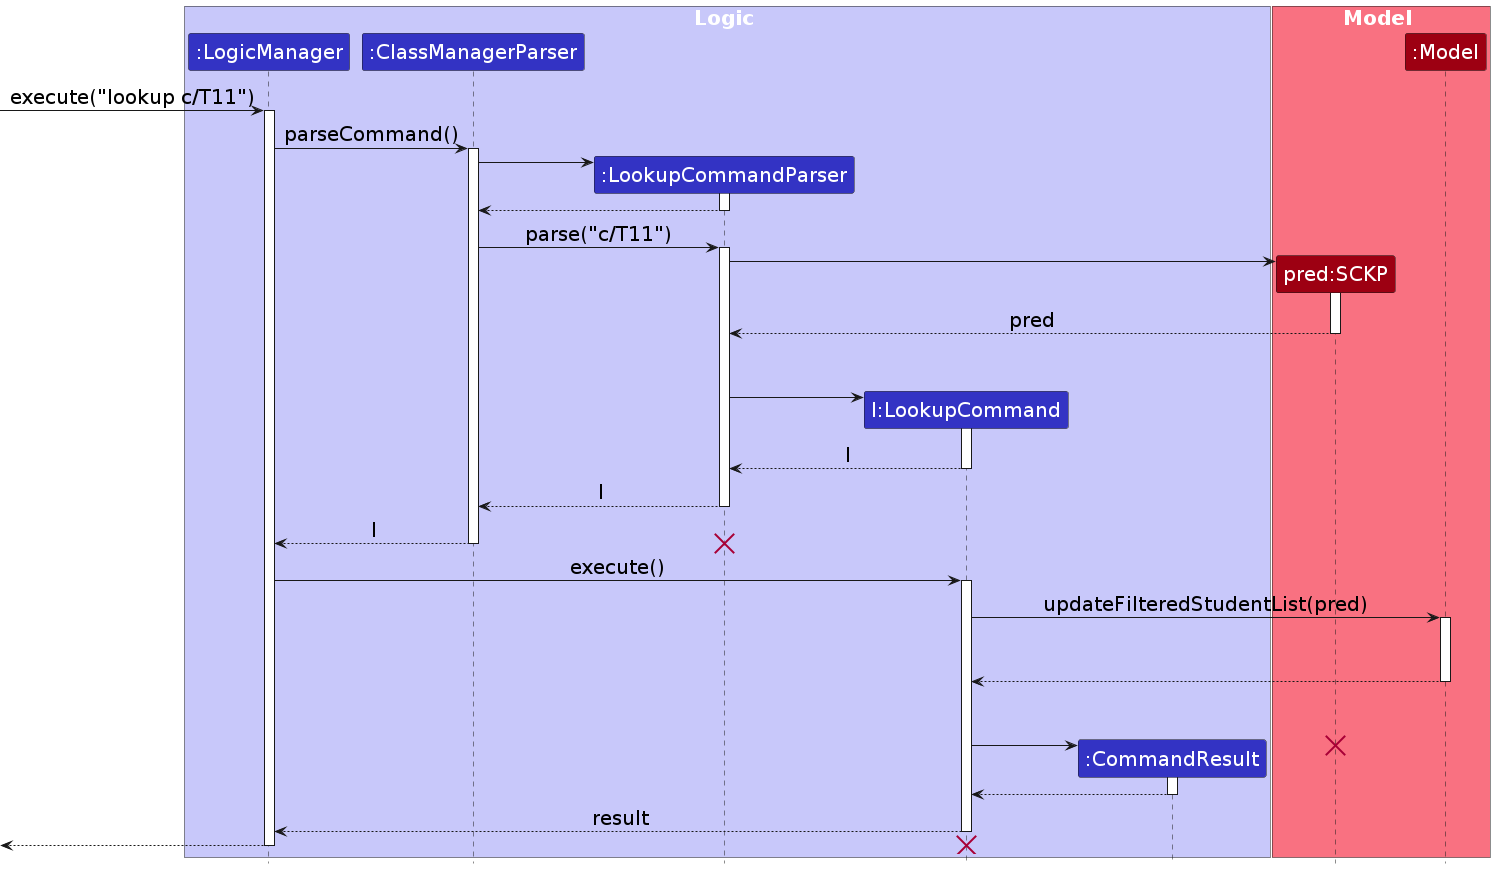 Logic
Model
:LogicManager
:ClassManagerParser
:Model
execute("lookup c/T11")
parseCommand()
:LookupCommandParser
parse("c/T11")
pred:SCKP
pred
l:LookupCommand
l
l
l
execute()
updateFilteredStudentList(pred)
:CommandResult
result